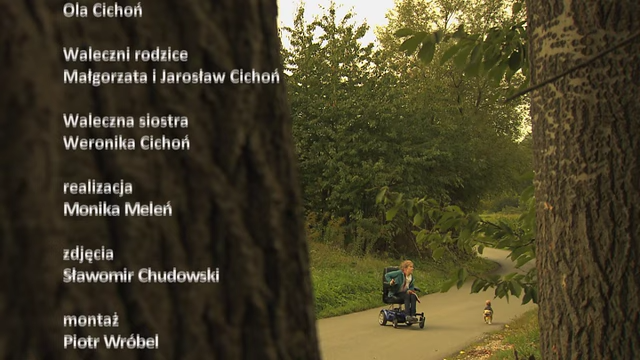 Ola Cichoń
Waleczni rodzice
Małgorzata i Jarosław Cichoń
Waleczna siostra
Weronika Cichoń
realizacja
Monika Meleń
zdjęcia
Sławomir Chudowski
montaż
Piotr Wróbel